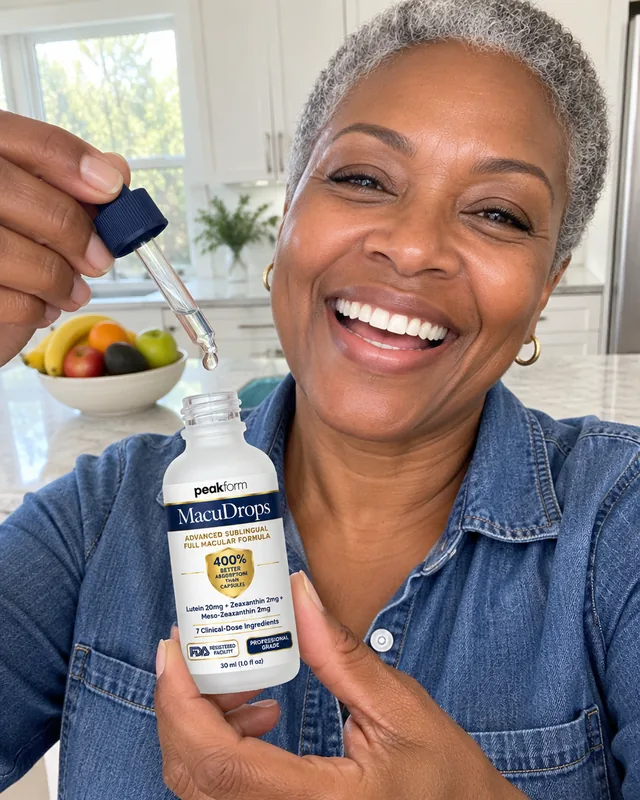 peakform
MacuDrops
ADVANCED SUBLINGUAL
FULL MACULAR FORMULA
400%
BETTER
ABSORPTION
THAN
CAPSULES
Lutein 20mg + Zeaxanthin 2mg +
Meso-Zeaxanthin 2mg
7 Clinical-Dose Ingredients
FDA REGISTERED
FACILITY
PROFESSIONAL
GRADE
30 ml (1.0 fl oz)